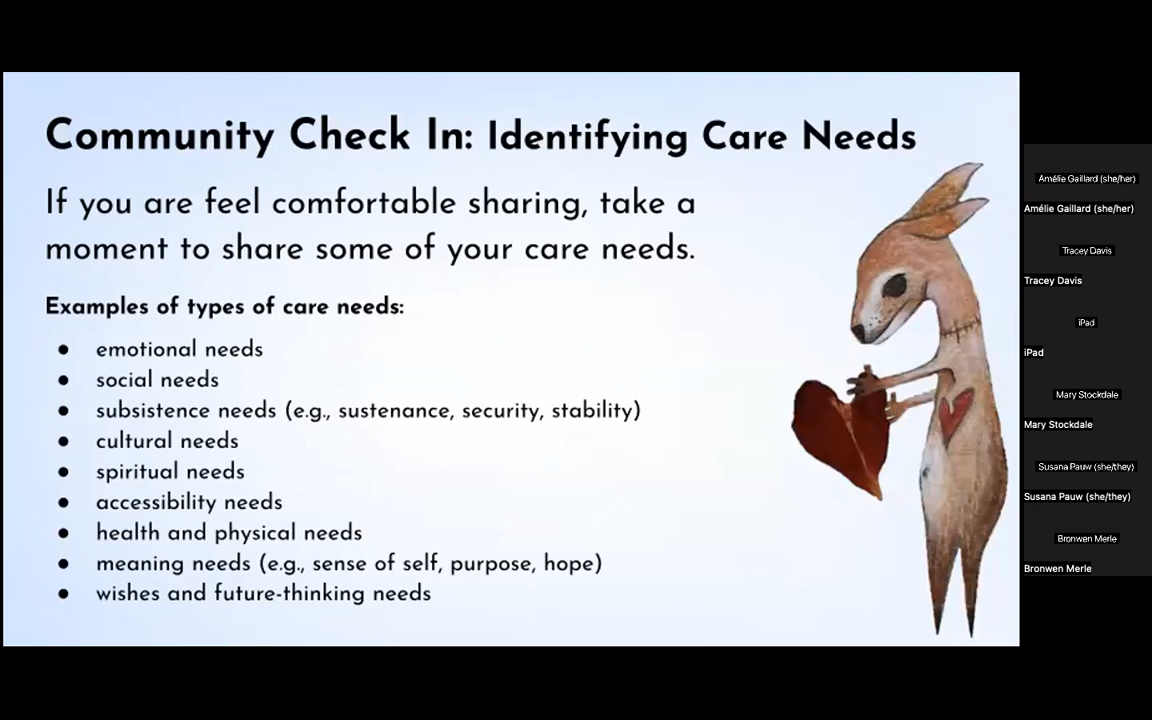 Community Check In: Identifying Care Needs
If you are feel comfortable sharing, take a
moment to share some of your care needs.
Examples of types of care needs:
● emotional needs
● social needs
● subsistence needs (e.g., sustenance, security, stability)
● cultural needs
● spiritual needs
● accessibility needs
● health and physical needs
● meaning needs (e.g., sense of self, purpose, hope)
● wishes and future-thinking needs
Amélie Gaillard (she/her)
Amélie Gaillard (she/her)
Tracey Davis
Tracey Davis
iPad
iPad
Mary Stockdale
Mary Stockdale
Susana Pauw (she/they)
Susana Pauw (she/they)
Bronwen Merle
Bronwen Merle